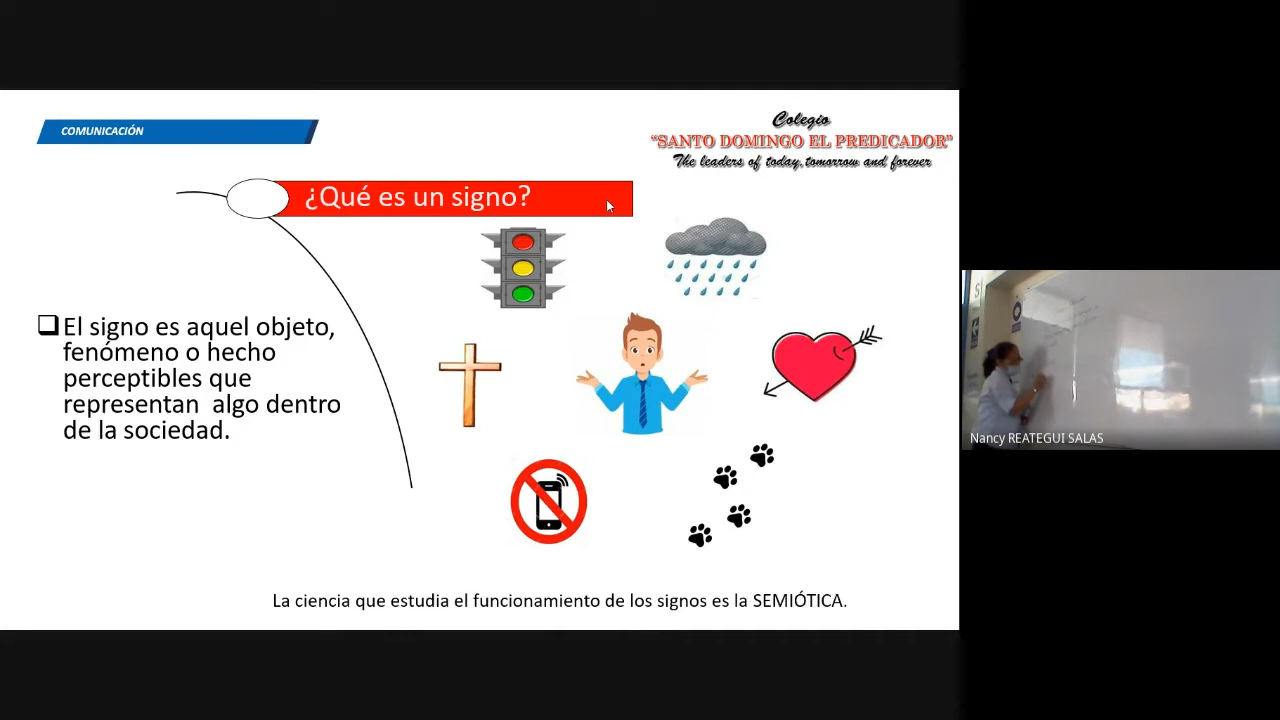 COMUNICACIÓN
Colegio
“SANTO DOMINGO EL PREDICADOR”
The leaders of today, tomorrow and forever
¿Qué es un signo?
El signo es aquel objeto,
fenómeno o hecho
perceptibles que
representan algo dentro
de la sociedad.
La ciencia que estudia el funcionamiento de los signos es la SEMIÓTICA.
Nancy REATEGUI SALAS